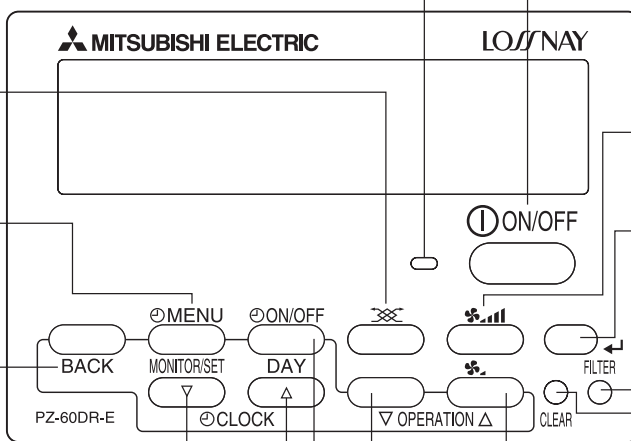 MITSUBISHI ELECTRIC LOSSNAY
ON/OFF
MENU ON/OFF
BACK MONITOR/SET DAY FILTER
PZ-60DR-E CLOCK ▽ OPERATION △ CLEAR